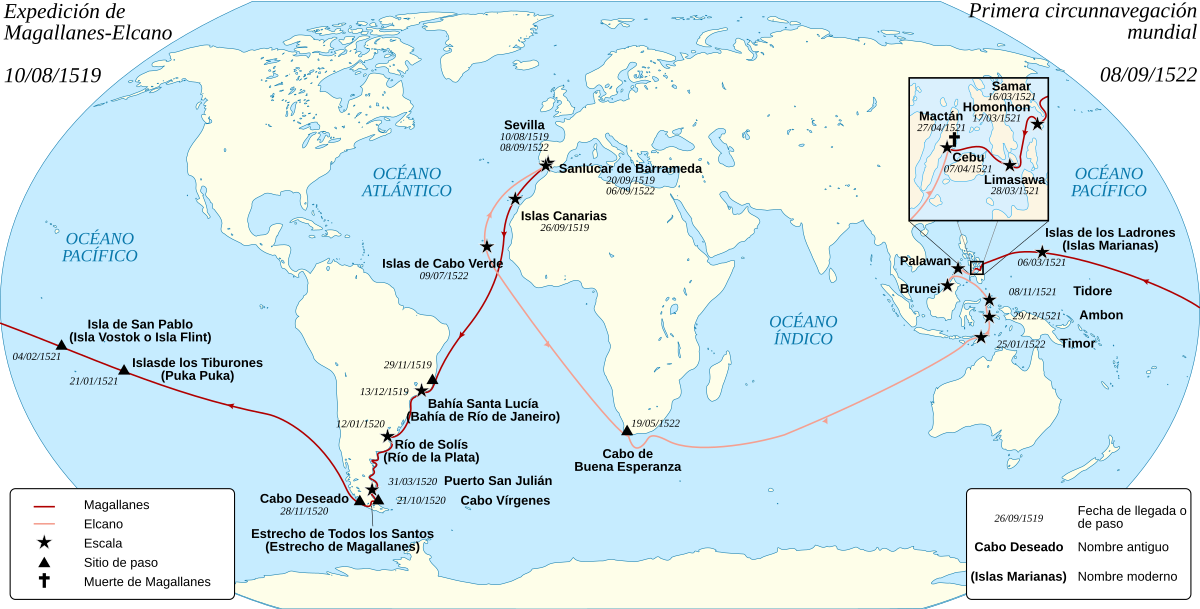 Expedición de
Magallanes-Elcano
10/08/1519
Primera circunnavegación
mundial
08/09/1522
Samar
16/03/1521
Homonhon
17/03/1521
Mactán
27/04/1521
Cebu
07/04/1521
Limasawa
28/03/1521
Sevilla
10/08/1519
08/09/1522
Sanlúcar de Barrameda
20/09/1519
06/09/1522
OCÉANO
ATLÁNTICO
OCÉANO
PACÍFICO
Islas Canarias
26/09/1519
OCÉANO
PACÍFICO
Islas de los Ladrones
(Islas Marianas)
06/03/1521
Islas de Cabo Verde
09/07/1522
Palawan
Brunei
08/11/1521
Tidore
29/12/1521
Ambon
25/01/1522
Timor
OCÉANO
ÍNDICO
Isla de San Pablo
(Isla Vostok o Isla Flint)
04/02/1521
Islasde los Tiburones
(Puka Puka)
21/01/1521
29/11/1519
13/12/1519
Bahía Santa Lucía
(Bahía de Río de Janeiro)
12/01/1520
Río de Solís
(Río de la Plata)
19/05/1522
Cabo de
Buena Esperanza
31/03/1520
Puerto San Julián
21/10/1520
Cabo Vírgenes
Cabo Deseado
28/11/1520
Estrecho de Todos los Santos
(Estrecho de Magallanes)
Magallanes
Elcano
Escala
Sitio de paso
Muerte de Magallanes
26/09/1519
Fecha de llegada o
de paso
Cabo Deseado
Nombre antiguo
(Islas Marianas)
Nombre moderno